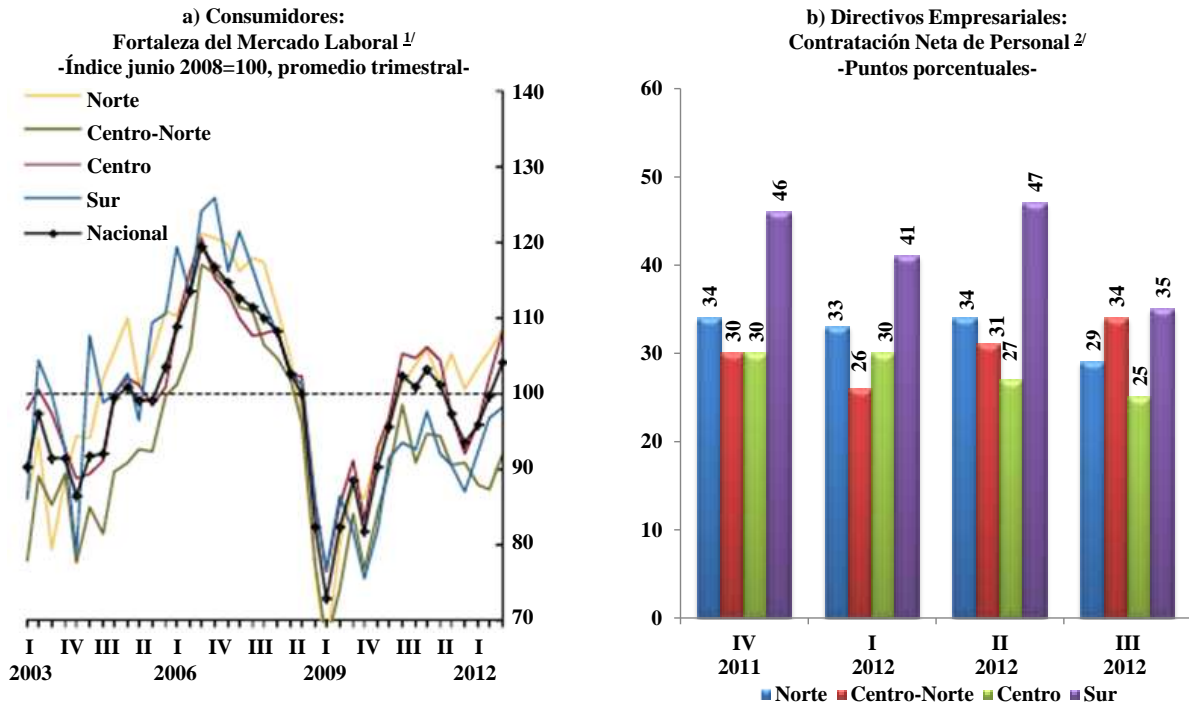 a) Consumidores:
Fortaleza del Mercado Laboral 1/
-Índice junio 2008=100, promedio trimestral-
Norte
Centro-Norte
Centro
Sur
Nacional
140
130
120
110
100
90
80
70
I IV III II I IV III II I IV III II I
2003 2006 2009 2012
b) Directivos Empresariales:
Contratación Neta de Personal 2/
-Puntos porcentuales-
60
50
40
30
20
10
0
34 30 30 46
33 26 30 41
34 31 27 47
29 34 25 35
IV I II III
2011 2012 2012 2012
Norte Centro-Norte Centro Sur